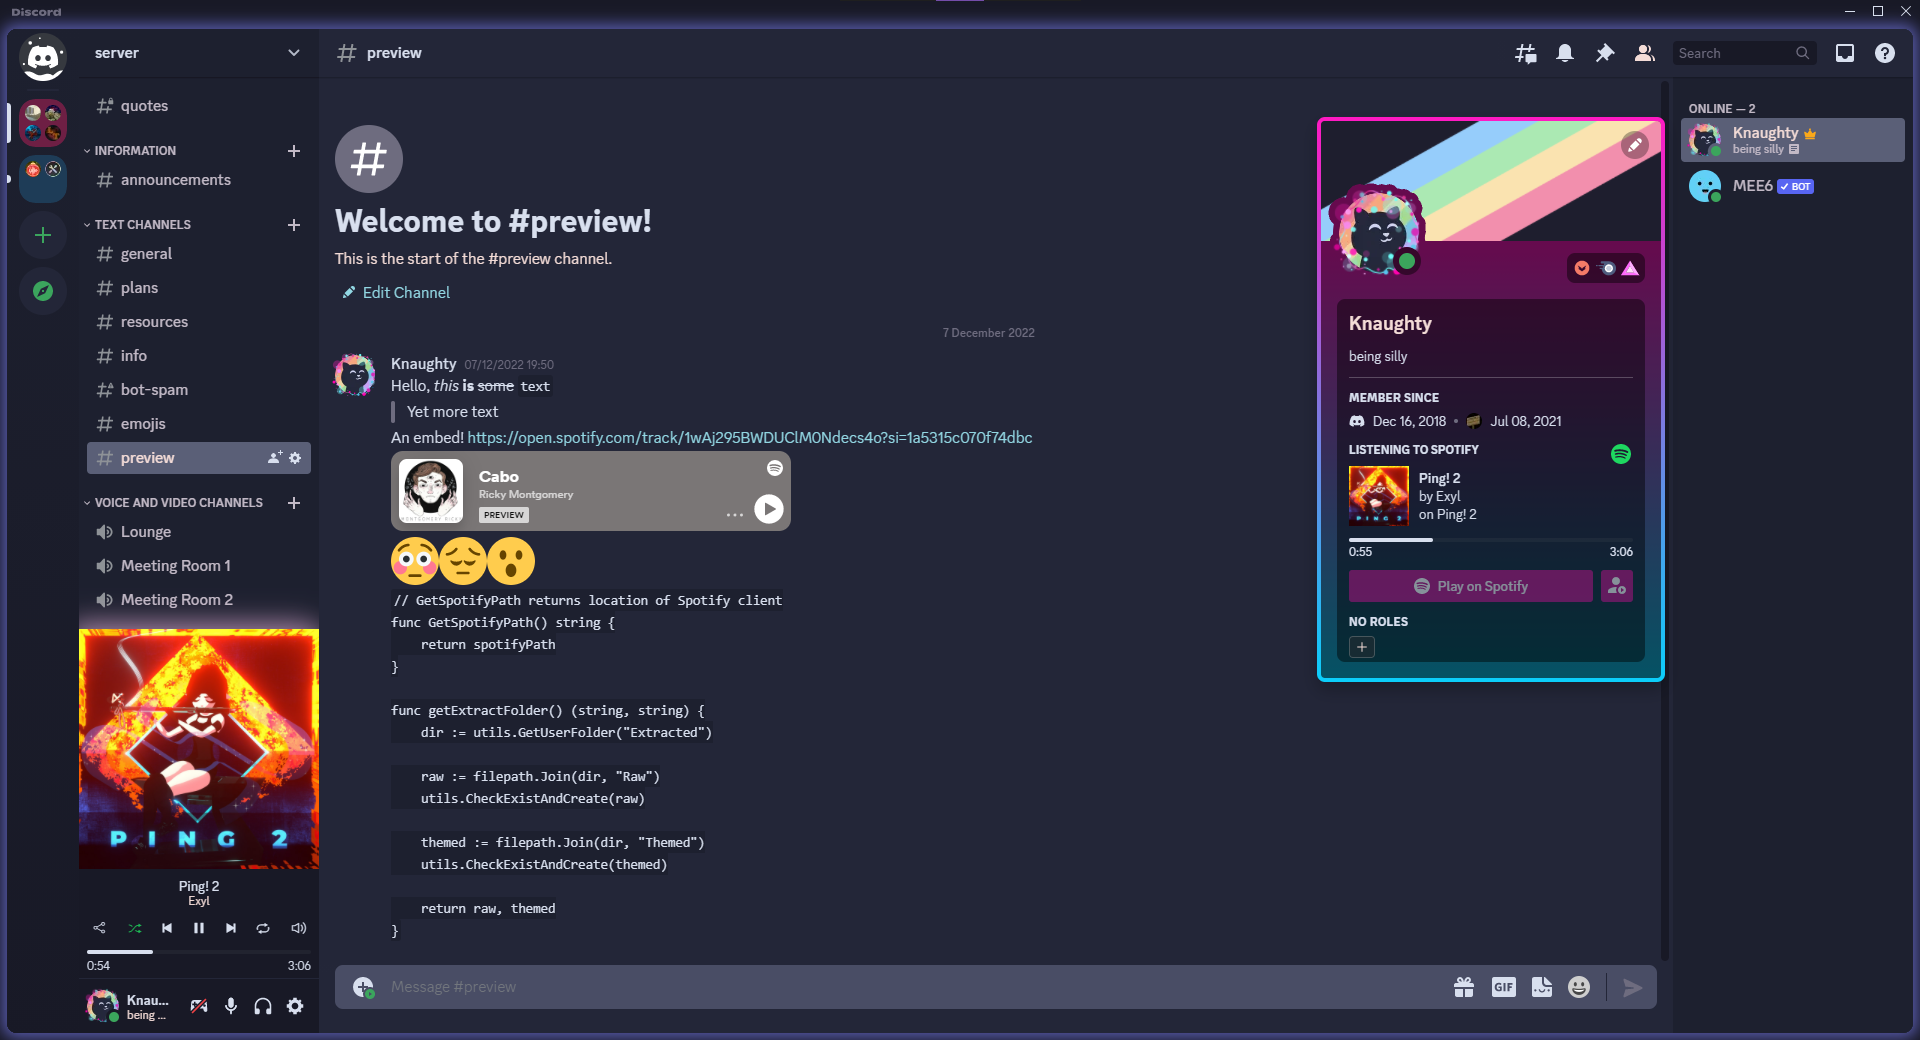 Discord
server
quotes
INFORMATION
announcements
TEXT CHANNELS
general
plans
resources
info
bot-spam
emojis
preview
VOICE AND VIDEO CHANNELS
Lounge
Meeting Room 1
Meeting Room 2
PING 2
Ping! 2
Exyl
0:54
3:06
Knau...
being ...
preview
Search
Welcome to #preview!
This is the start of the #preview channel.
Edit Channel
7 December 2022
Knaughty 07/12/2022 19:50
Hello, this is some text
Yet more text
An embed! https://open.spotify.com/track/1wAj295BWDUClM0Ndecs4o?si=1a5315c070f74dbc
Cabo
Ricky Montgomery
PREVIEW
// GetSpotifyPath returns location of Spotify client
func GetSpotifyPath() string {
    return spotifyPath
}
func getExtractFolder() (string, string) {
    dir := utils.GetUserFolder("Extracted")
    raw := filepath.Join(dir, "Raw")
    utils.CheckExistAndCreate(raw)
    themed := filepath.Join(dir, "Themed")
    utils.CheckExistAndCreate(themed)
    return raw, themed
}
Message #preview
GIF
Knaughty
being silly
MEMBER SINCE
Dec 16, 2018 • Jul 08, 2021
LISTENING TO SPOTIFY
PING 2
Ping! 2
by Exyl
on Ping! 2
0:55
3:06
Play on Spotify
NO ROLES
ONLINE — 2
Knaughty
being silly
MEE6 BOT